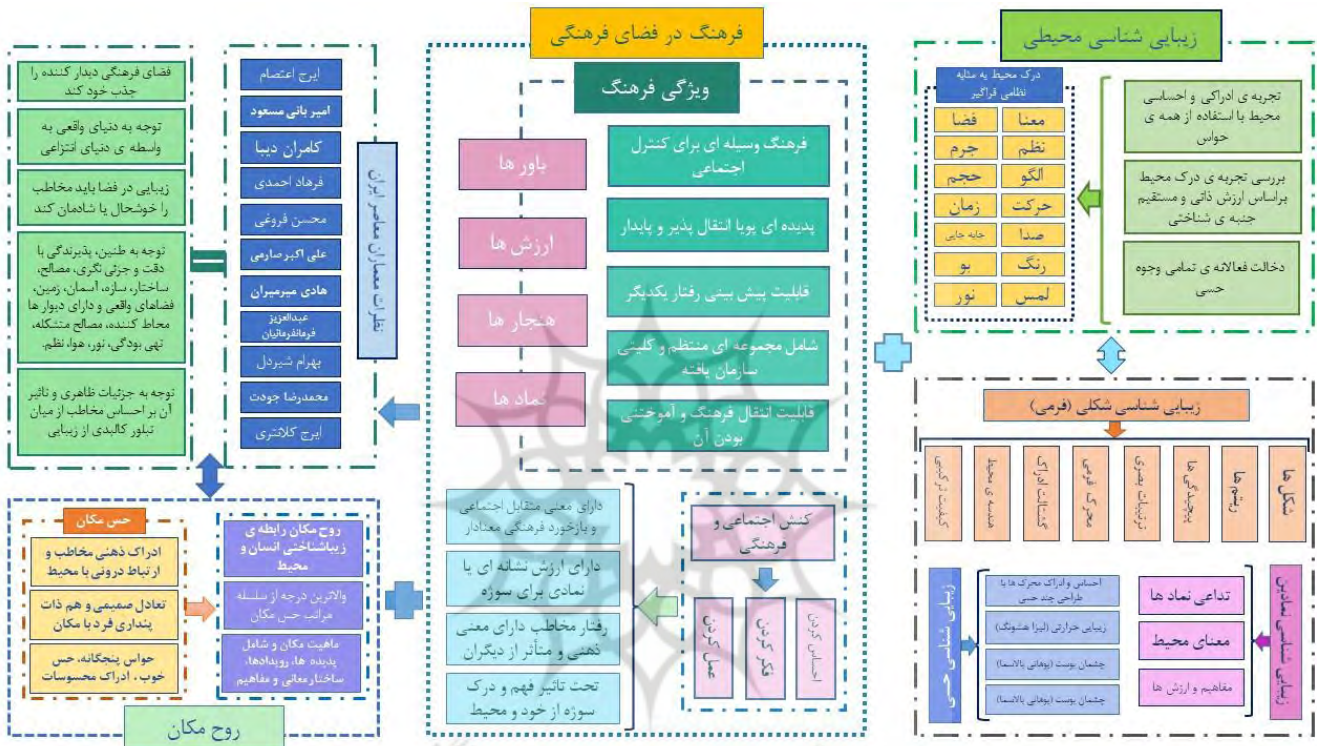 زیبایی شناسی محیطی
تجربه ی ادراکی و احساسی
محیط با استفاده از همه ی
حواس
بررسی تجربه ی درک محیط
براساس ارزش ذاتی و مستقیم
جنبه ی شناختی
دخالت فعالانه ی تمامی وجوه
حسی
درک محیط به مثابه
نظامی فراگیر
معنا
فضا
نظم
جرم
الگو
حجم
حرکت
زمان
صدا
جابه جایی
رنگ
بو
لمس
نور
زیبایی شناسی شکلی (فرمی)
شکل ها
ریتم ها
پیچیدگی ها
ترتیبات بصری
محرک فرمی
گشتالت ادراک
هندسه ی محیط
کیفیت ترکیبی
زیبایی شناسی نمادین
تداعی نماد ها
معنای محیط
مفاهیم و ارزش ها
احساس و ادراک محرک ها با
طراحی چند حسی
زیبایی حرارتی (لیزا هشونگ)
چشمان پوست (یوهانی پالاسما)
چشمان پوست (یوهانی پالاسما)
زیبایی شناسی حسی
فرهنگ در فضای فرهنگی
ویژگی فرهنگ
فرهنگ وسیله ای برای کنترل
اجتماعی
پدیده ای پویا انتقال پذیر و پایدار
قابلیت پیش بینی رفتار یکدیگر
شامل مجموعه ای منتظم و کلیتی
سازمان یافته
قابلیت انتقال فرهنگ و آموختنی
بودن آن
باور ها
ارزش ها
هنجار ها
نماد ها
کنش اجتماعی و
فرهنگی
احساس کردن
فکر کردن
عمل کردن
دارای معنی متقابل اجتماعی
و بازخورد فرهنگی معنادار
دارای ارزش نشانه ای یا
نمادی برای سوژه
رفتار مخاطب دارای معنی
ذهنی و متأثر از دیگران
تحت تاثیر فهم و درک
سوژه از خود و محیط
نظرات معماران معاصر ایران
ایرج اعتصام
امیر بانی مسعود
کامران دیبا
فرهاد احمدی
محسن فروغی
علی اکبر صارمی
هادی میرمیران
عبدالعزیز
فرمانفرمائیان
بهرام شیردل
محمدرضا جودت
ایرج کلانتری
فضای فرهنگی دیدار کننده را
جذب خود کند
توجه به دنیای واقعی به
واسطه ی دنیای انتزاعی
زیبایی در فضا باید مخاطب
را خوشحال یا شادمان کند
توجه به طنین، پذیرندگی با
دقت و جزئی نگری، مصالح،
ساختار، سازه، آسمان، زمین،
فضاهای واقعی و دارای دیوار ها
محاط کننده، مصالح متشکله،
تهی بودگی، نور، هوا، نظم.
توجه به جزئیات ظاهری و تاثیر
آن بر احساس مخاطب از میان
تبلور کالبدی از زیبایی
روح مکان رابطه ی
زیباشناختی انسان و
محیط
والاترین درجه از سلسله
مراتب حس مکان
ماهیت مکان و شامل
پدیده ها، رویدادها،
ساختار معانی و مفاهیم
حس مکان
ادراک ذهنی مخاطب و
ارتباط درونی با محیط
تعادل صمیمی و هم ذات
پنداری فرد با مکان
حواس پنجگانه، حس
خوب، ادراک محسوسات
روح مکان